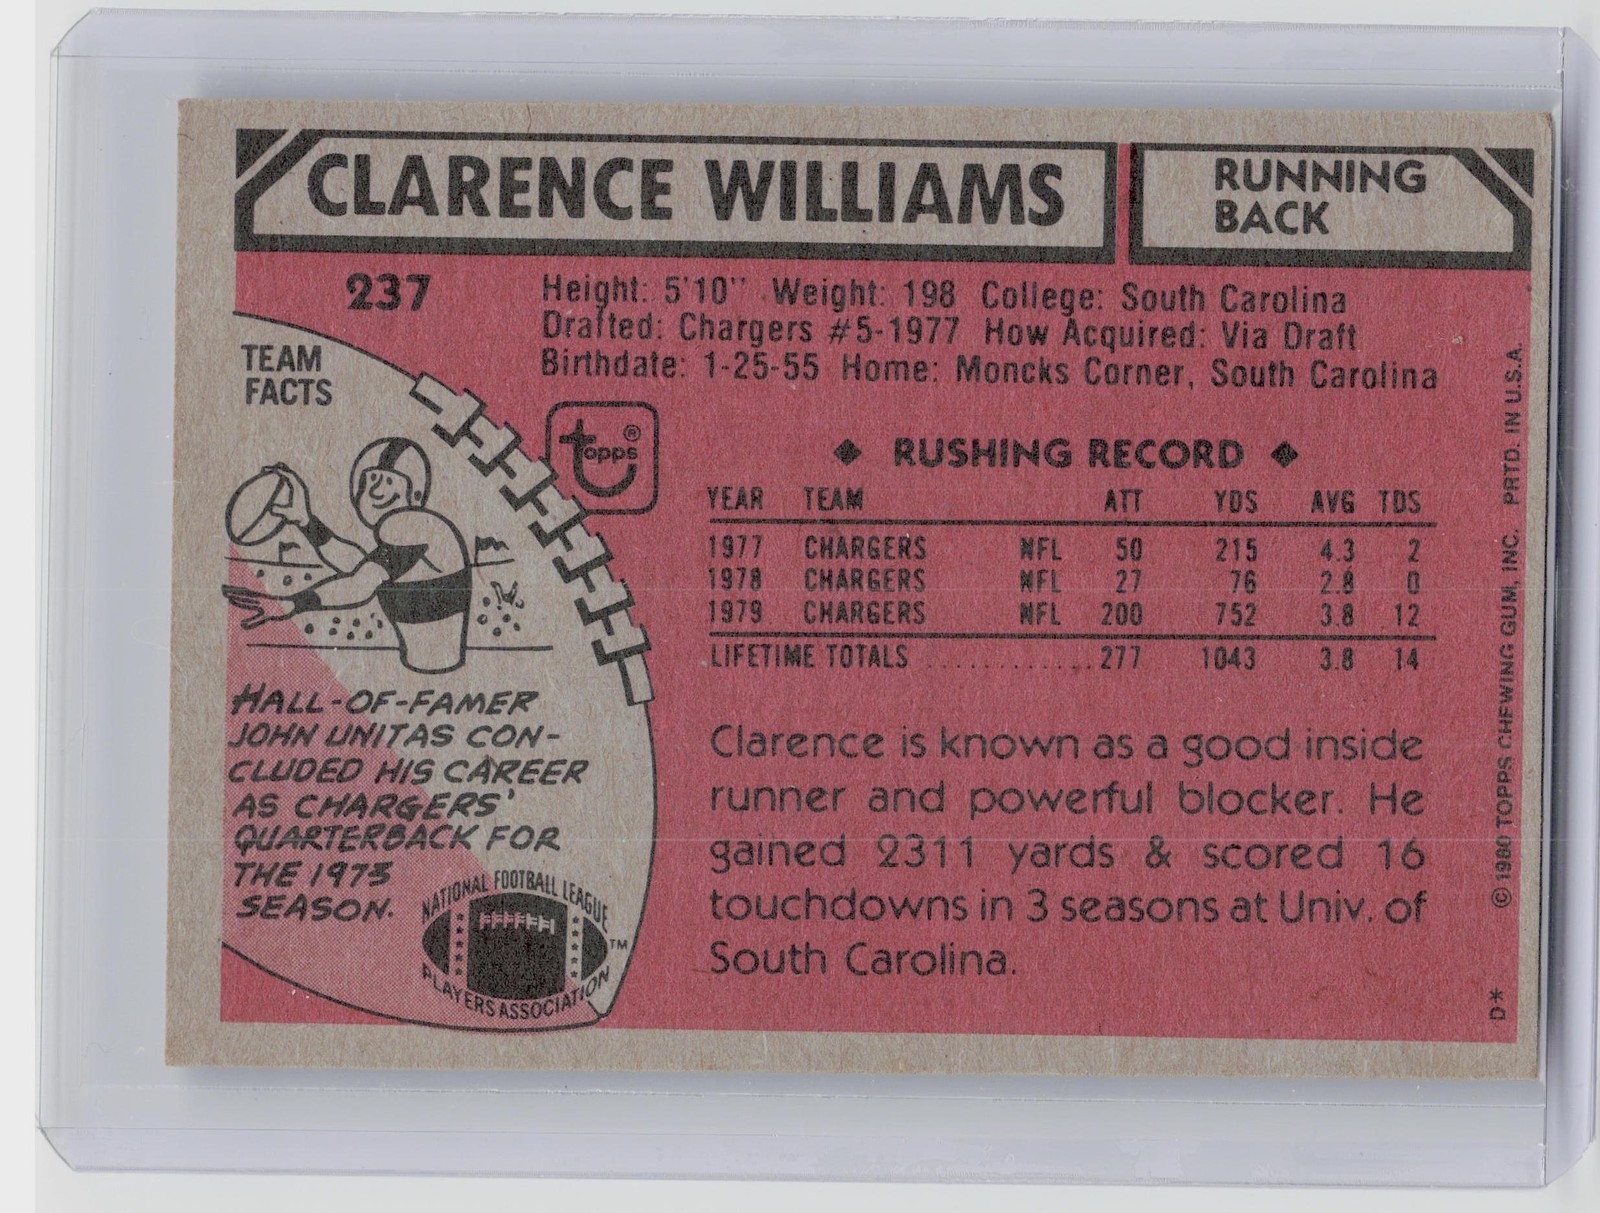 CLARENCE WILLIAMS
RUNNING
BACK
237
Height: 5'10" Weight: 198 College: South Carolina
Drafted: Chargers #5-1977 How Acquired: Via Draft
Birthdate: 1-25-55 Home: Moncks Corner, South Carolina
TEAM
FACTS
topps®
RUSHING RECORD
YEAR TEAM ATT YDS AVG TDS
1977 CHARGERS NFL 50 215 4.3 2
1978 CHARGERS NFL 27 76 2.8 0
1979 CHARGERS NFL 200 752 3.8 12
LIFETIME TOTALS ............. 277 1043 3.8 14
HALL-OF-FAMER
JOHN UNITAS CON-
CLUDED HIS CAREER
AS CHARGERS'
QUARTERBACK FOR
THE 1973
SEASON.
NATIONAL FOOTBALL LEAGUE
PLAYERS ASSOCIATION
TM
Clarence is known as a good inside
runner and powerful blocker. He
gained 2311 yards & scored 16
touchdowns in 3 seasons at Univ. of
South Carolina.
D* © 1980 TOPPS CHEWING GUM, INC. PRTD. IN U.S.A.